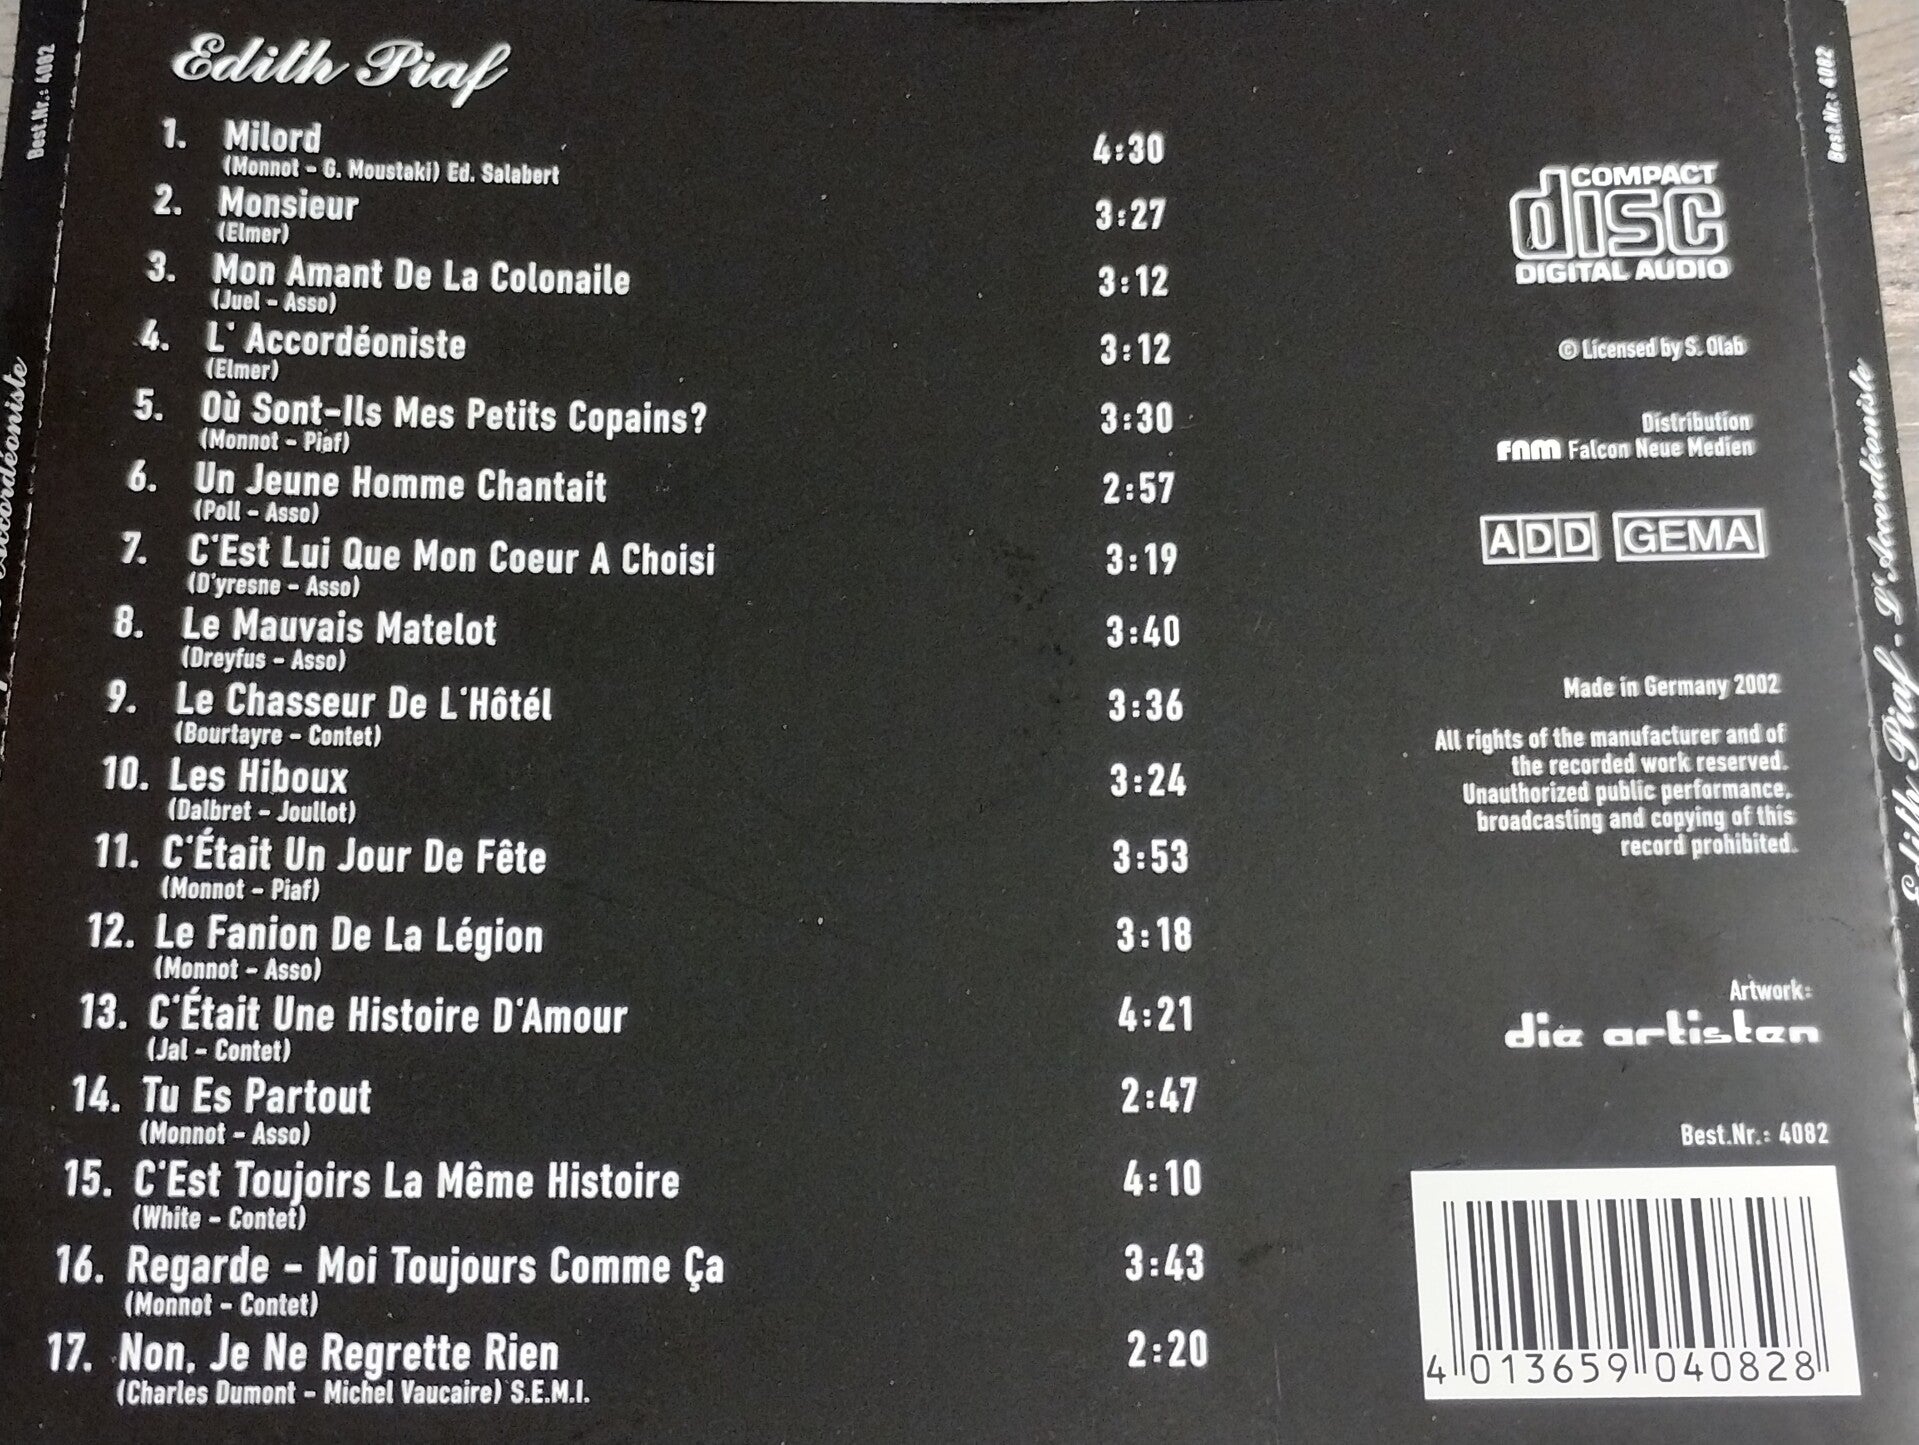 Edith Piaf
1. Milord 4:30
(Monnot - G. Moustaki) Ed. Salabert
2. Monsieur 3:27
(Elmer)
3. Mon Amant De La Colonaile 3:12
(Juel - Asso)
4. L' Accordéoniste 3:12
(Elmer)
5. Où Sont-Ils Mes Petits Copains? 3:30
(Monnot - Piaf)
6. Un Jeune Homme Chantait 2:57
(Poll - Asso)
7. C'Est Lui Que Mon Coeur A Choisi 3:19
(D'yresne - Asso)
8. Le Mauvais Matelot 3:40
(Dreyfus - Asso)
9. Le Chasseur De L'Hôtél 3:36
(Bourtayre - Contet)
10. Les Hiboux 3:24
(Dalbret - Joullot)
11. C'Était Un Jour De Fête 3:53
(Monnot - Piaf)
12. Le Fanion De La Légion 3:18
(Monnot - Asso)
13. C'Était Une Histoire D'Amour 4:21
(Jal - Contet)
14. Tu Es Partout 2:47
(Monnot - Asso)
15. C'Est Toujoirs La Même Histoire 4:10
(White - Contet)
16. Regarde - Moi Toujours Comme Ça 3:43
(Monnot - Contet)
17. Non, Je Ne Regrette Rien 2:20
(Charles Dumont - Michel Vaucaire) S.E.M.I.
COMPACT
disc
DIGITAL AUDIO
© Licensed by S. Olab
Distribution
fnm Falcon Neue Medien
ADD GEMA
Made in Germany 2002
All rights of the manufacturer and of
the recorded work reserved.
Unauthorized public performance,
broadcasting and copying of this
record prohibited.
Artwork:
die artisten
Best.Nr.: 4082
4 013659 040828
Best.Nr.: 4082
Best.Nr.: 4082
Edith Piaf - L'Accordéoniste